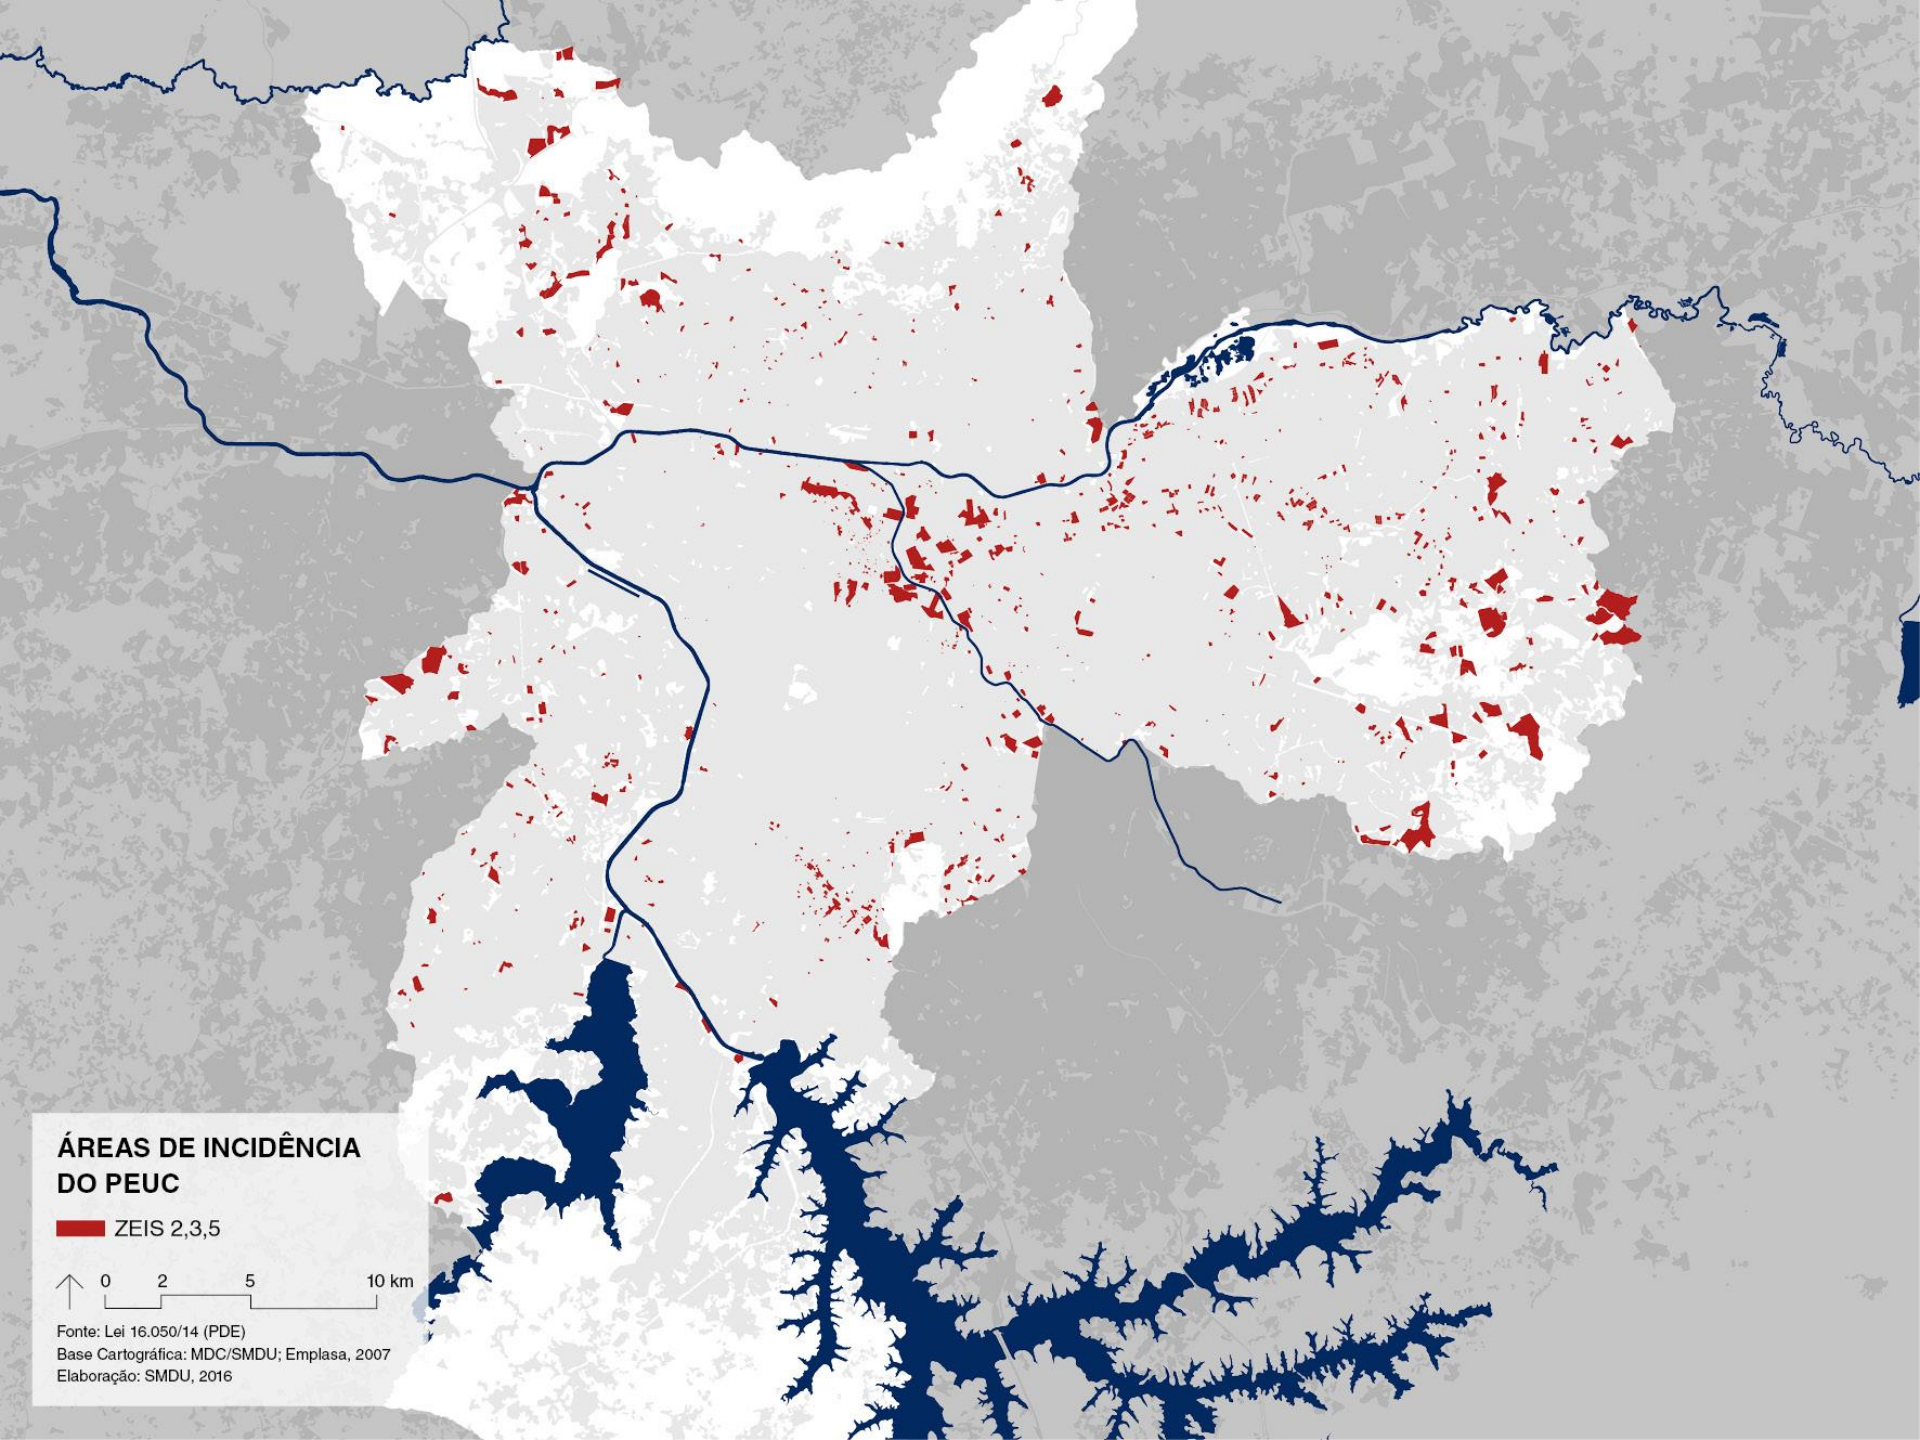 ÁREAS DE INCIDÊNCIA
DO PEUC
ZEIS 2,3,5
0 2 5 10 km
Fonte: Lei 16.050/14 (PDE)
Base Cartográfica: MDC/SMDU; Emplasa, 2007
Elaboração: SMDU, 2016